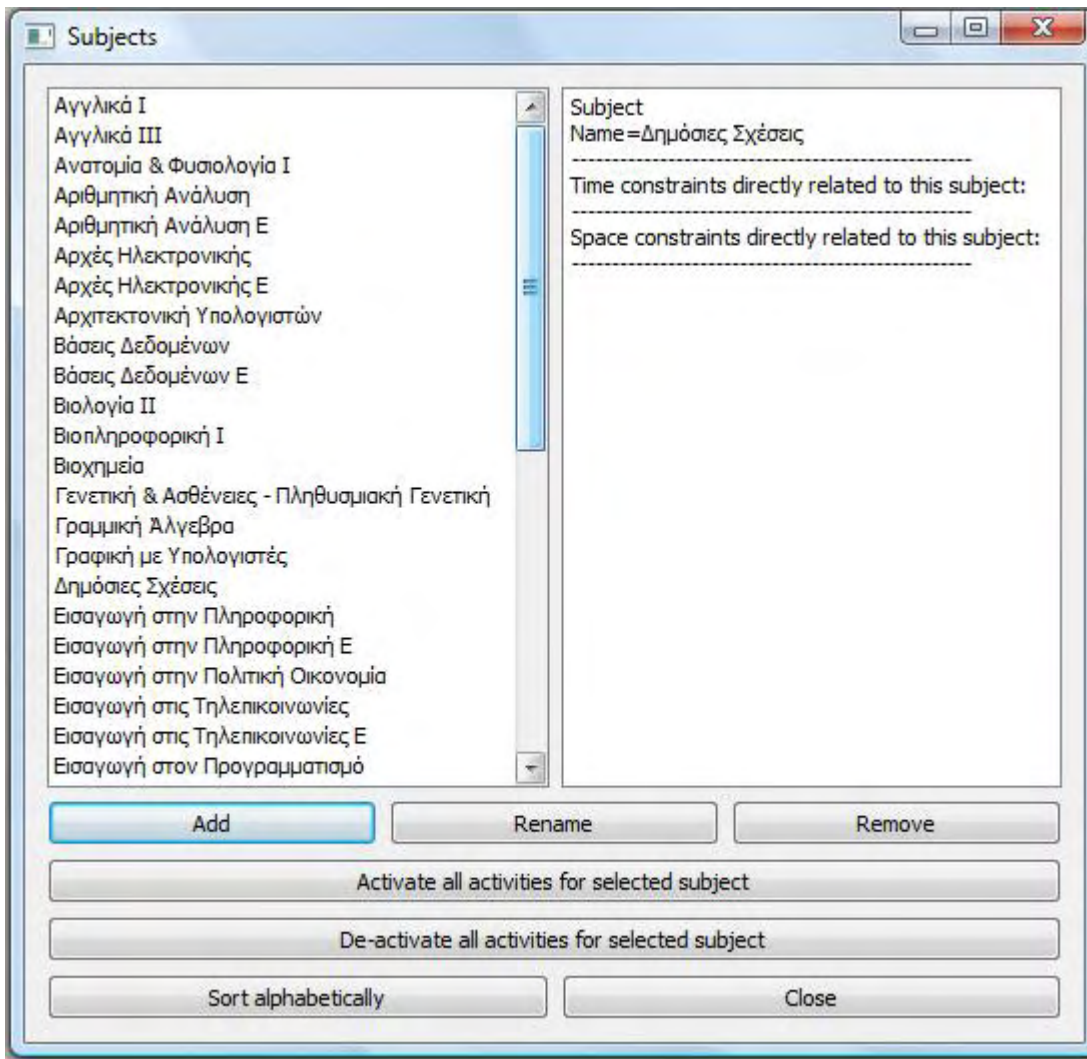 Subjects
Αγγλικά I
Αγγλικά III
Ανατομία & Φυσιολογία I
Αριθμητική Ανάλυση
Αριθμητική Ανάλυση Ε
Αρχές Ηλεκτρονικής
Αρχές Ηλεκτρονικής Ε
Αρχιτεκτονική Υπολογιστών
Βάσεις Δεδομένων
Βάσεις Δεδομένων Ε
Βιολογία II
Βιοπληροφορική I
Βιοχημεία
Γενετική & Ασθένειες - Πληθυσμιακή Γενετική
Γραμμική Άλγεβρα
Γραφική με Υπολογιστές
Δημόσιες Σχέσεις
Εισαγωγή στην Πληροφορική
Εισαγωγή στην Πληροφορική Ε
Εισαγωγή στην Πολιτική Οικονομία
Εισαγωγή στις Τηλεπικοινωνίες
Εισαγωγή στις Τηλεπικοινωνίες Ε
Εισαγωγή στον Προγραμματισμό
Subject
Name=Δημόσιες Σχέσεις
------------------------------------------------
Time constraints directly related to this subject:
------------------------------------------------
Space constraints directly related to this subject:
------------------------------------------------
Add
Rename
Remove
Activate all activities for selected subject
De-activate all activities for selected subject
Sort alphabetically
Close